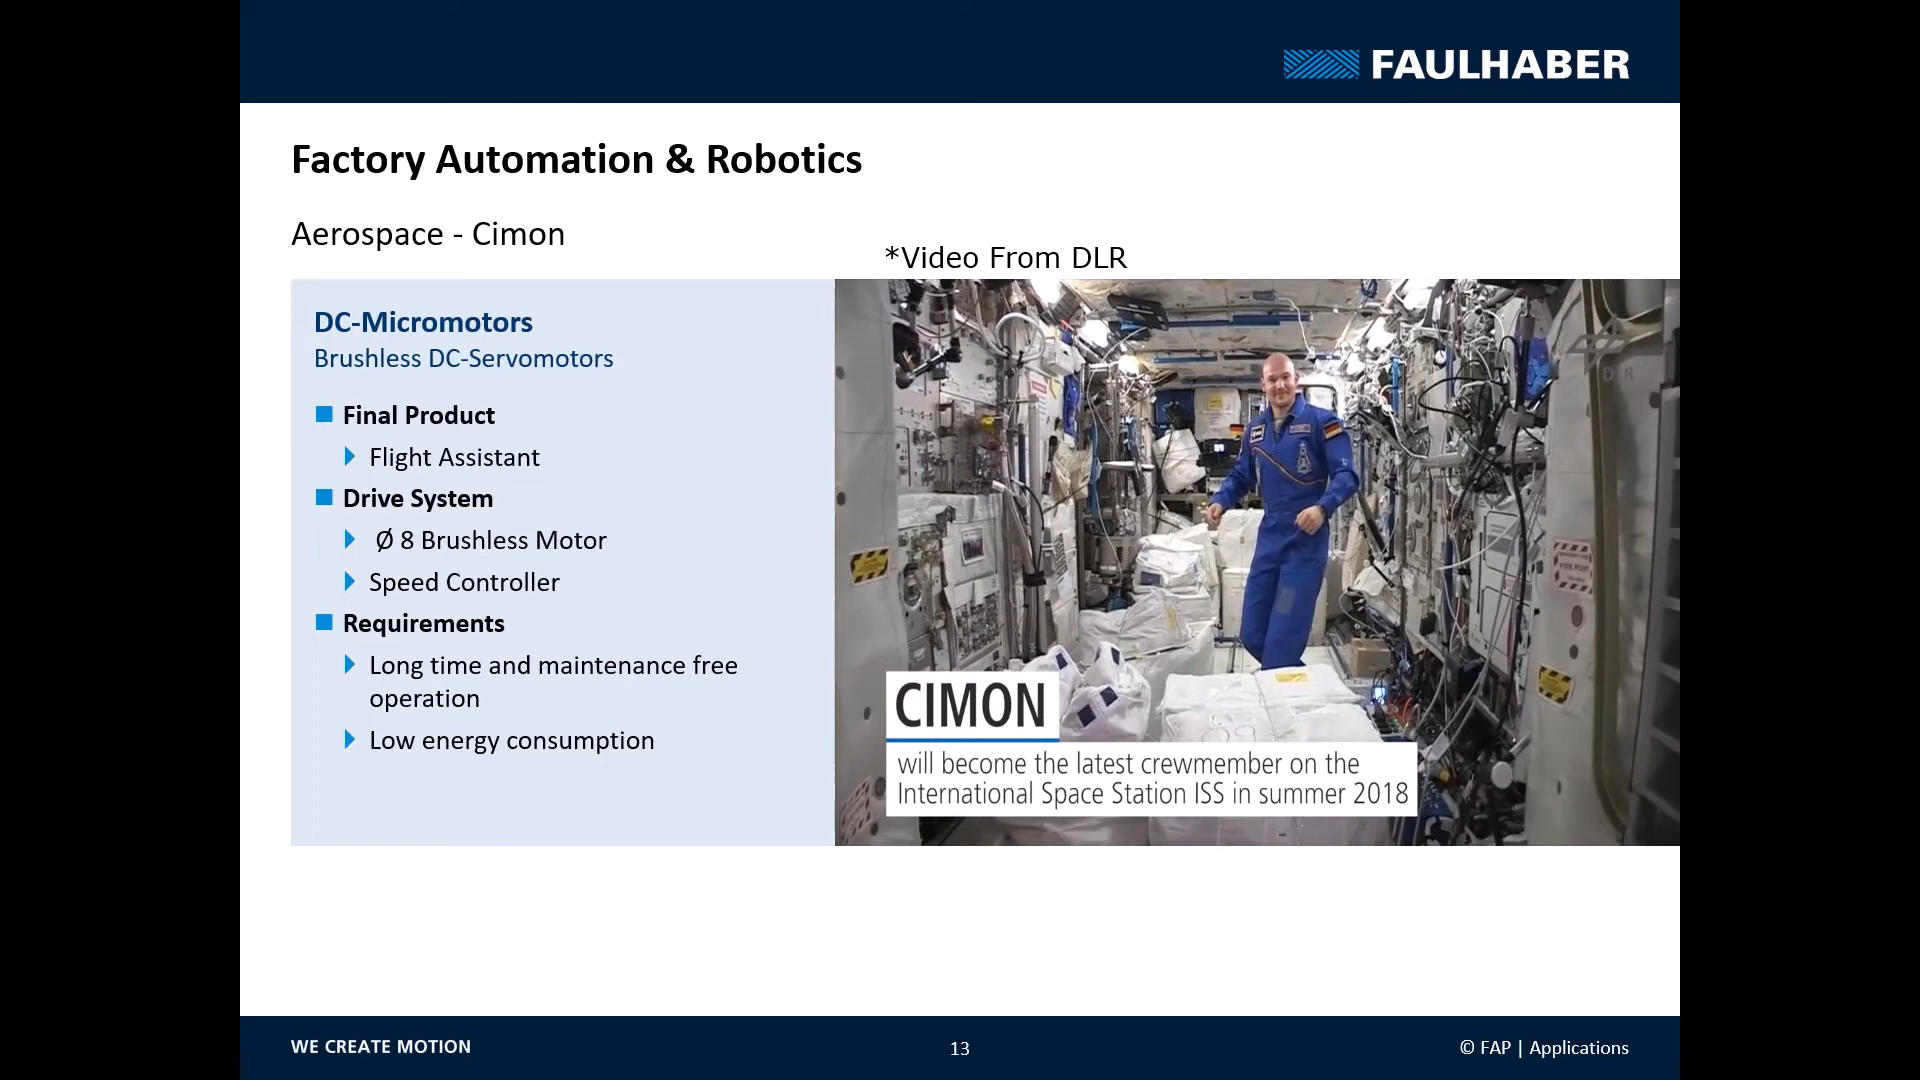 FAULHABER
Factory Automation & Robotics
Aerospace - Cimon
*Video From DLR
DC-Micromotors
Brushless DC-Servomotors
Final Product
Flight Assistant
Drive System
Ø 8 Brushless Motor
Speed Controller
Requirements
Long time and maintenance free
operation
Low energy consumption
DLR
CIMON
will become the latest crewmember on the
International Space Station ISS in summer 2018
WE CREATE MOTION
13
© FAP | Applications